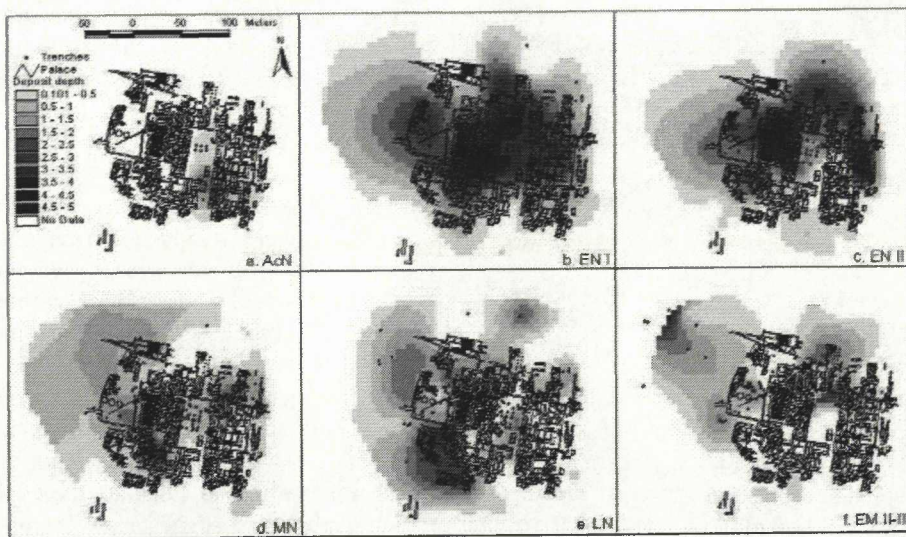 50 0 50 100 Meters
N
Trenches
Palace
Deposit depth
0.101 - 0.5
0.5 - 1
1 - 1.5
1.5 - 2
2 - 2.5
2.5 - 3
3 - 3.5
3.5 - 4
4 - 4.5
4.5 - 5
No Data
a. AcN
b. EN I
c. EN II
d. MN
e. LN
f. EM II-III